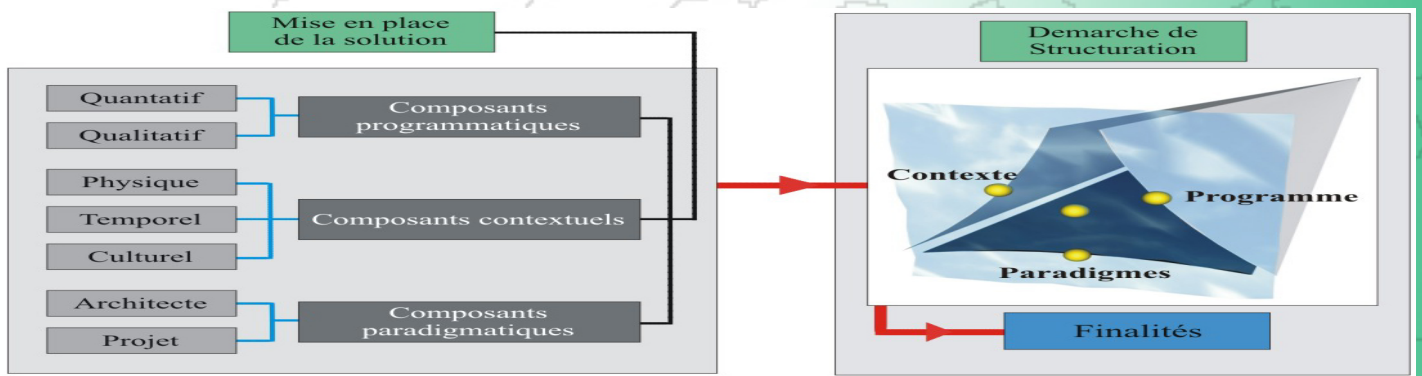 Mise en place
de la solution
Quantatif
Qualitatif
Composants
programmatiques
Physique
Temporel
Culturel
Composants contextuels
Architecte
Projet
Composants
paradigmatiques
Demarche de
Structuration
Contexte
Programme
Paradigmes
Finalités